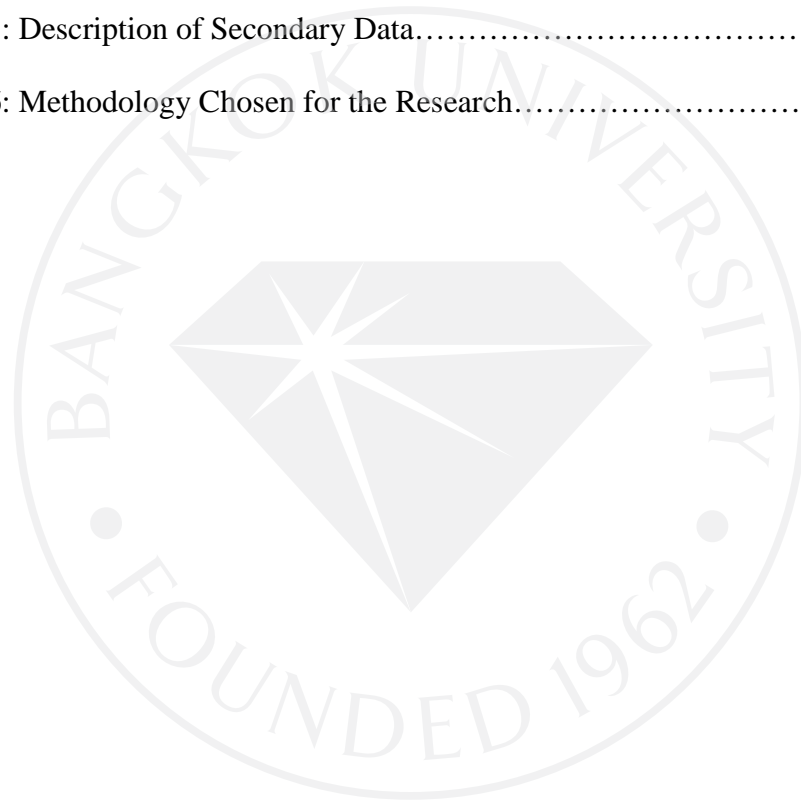 : Description of Secondary Data……………………………….
: Methodology Chosen for the Research……………………….
BANGKOK UNIVERSITY
• FOUNDED 1962 •